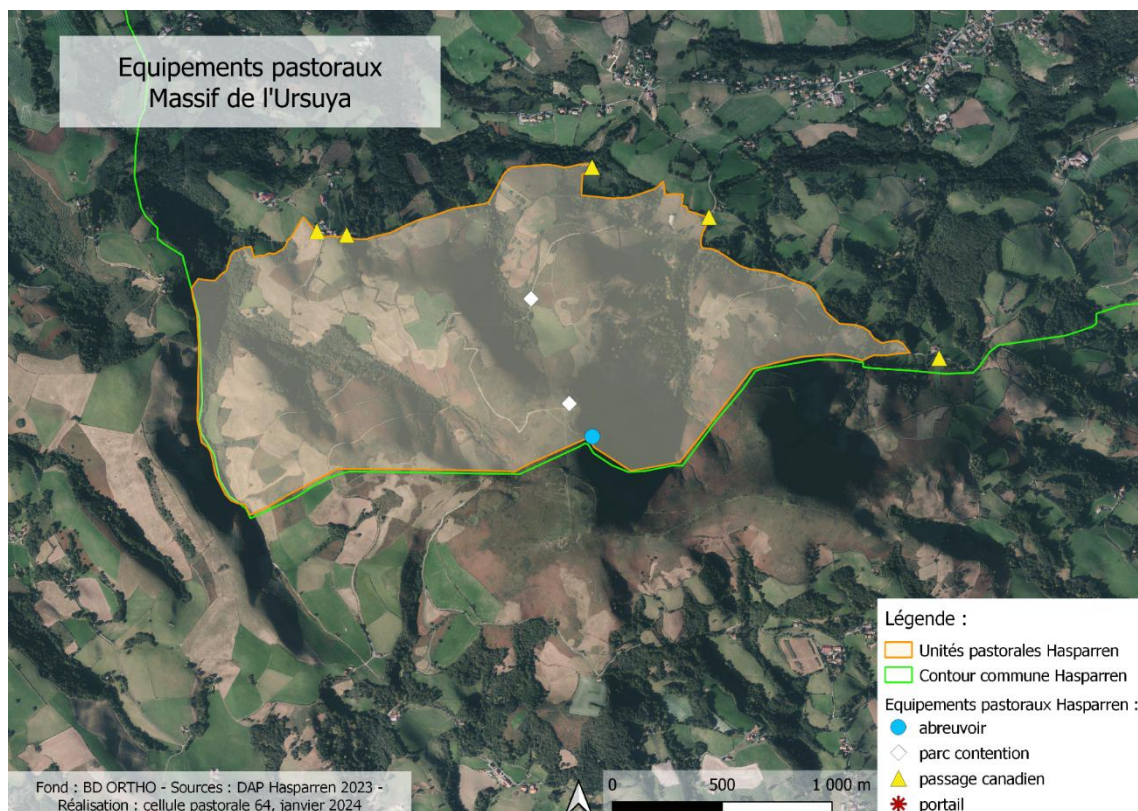 Equipements pastoraux
Massif de l'Ursuya
Légende :
Unités pastorales Hasparren
Contour commune Hasparren
Equipements pastoraux Hasparren :
abreuvoir
parc contention
passage canadien
portail
Fond : BD ORTHO - Sources : DAP Hasparren 2023 -
Réalisation : cellule pastorale 64, janvier 2024
0 500 1 000 m